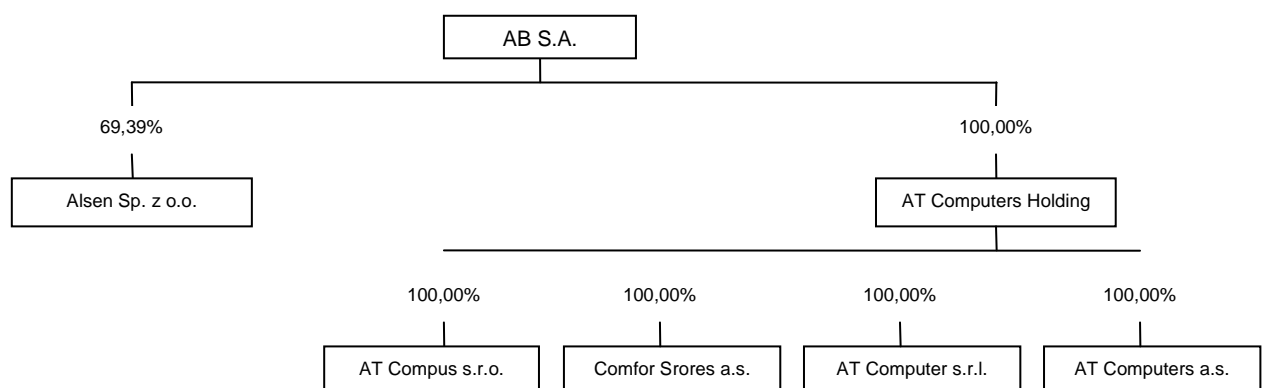 AB S.A.
69,39%
100,00%
Alsen Sp. z o.o.
AT Computers Holding
100,00%
100,00%
100,00%
100,00%
AT Compus s.r.o.
Comfor Srores a.s.
AT Computer s.r.l.
AT Computers a.s.